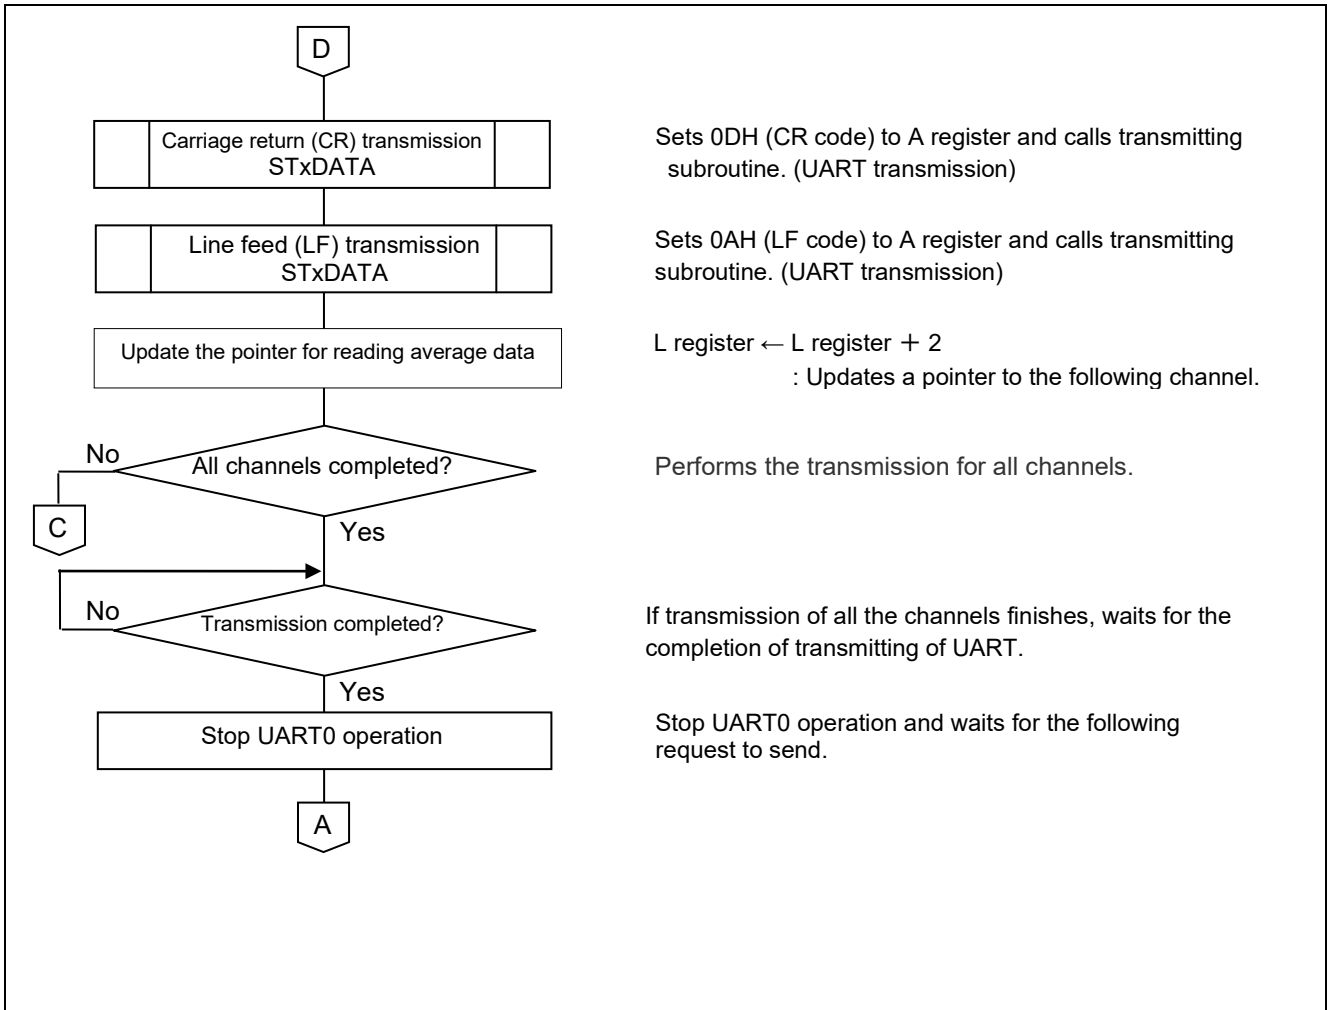 D
Carriage return (CR) transmission
STxDATA
Sets 0DH (CR code) to A register and calls transmitting
subroutine. (UART transmission)
Line feed (LF) transmission
STxDATA
Sets 0AH (LF code) to A register and calls transmitting
subroutine. (UART transmission)
Update the pointer for reading average data
L register ← L register + 2
: Updates a pointer to the following channel.
No
All channels completed?
Performs the transmission for all channels.
C
Yes
No
Transmission completed?
If transmission of all the channels finishes, waits for the
completion of transmitting of UART.
Yes
Stop UART0 operation
Stop UART0 operation and waits for the following
request to send.
A